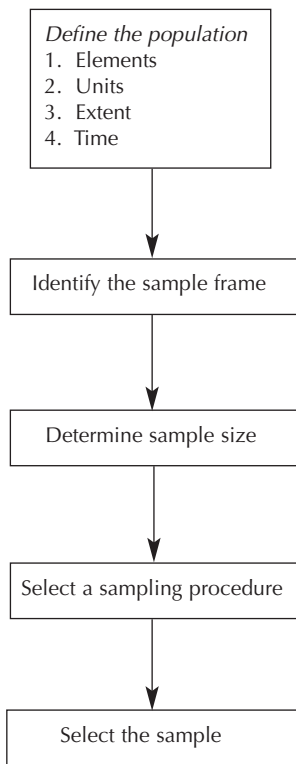 Define the population
1. Elements
2. Units
3. Extent
4. Time
Identify the sample frame
Determine sample size
Select a sampling procedure
Select the sample